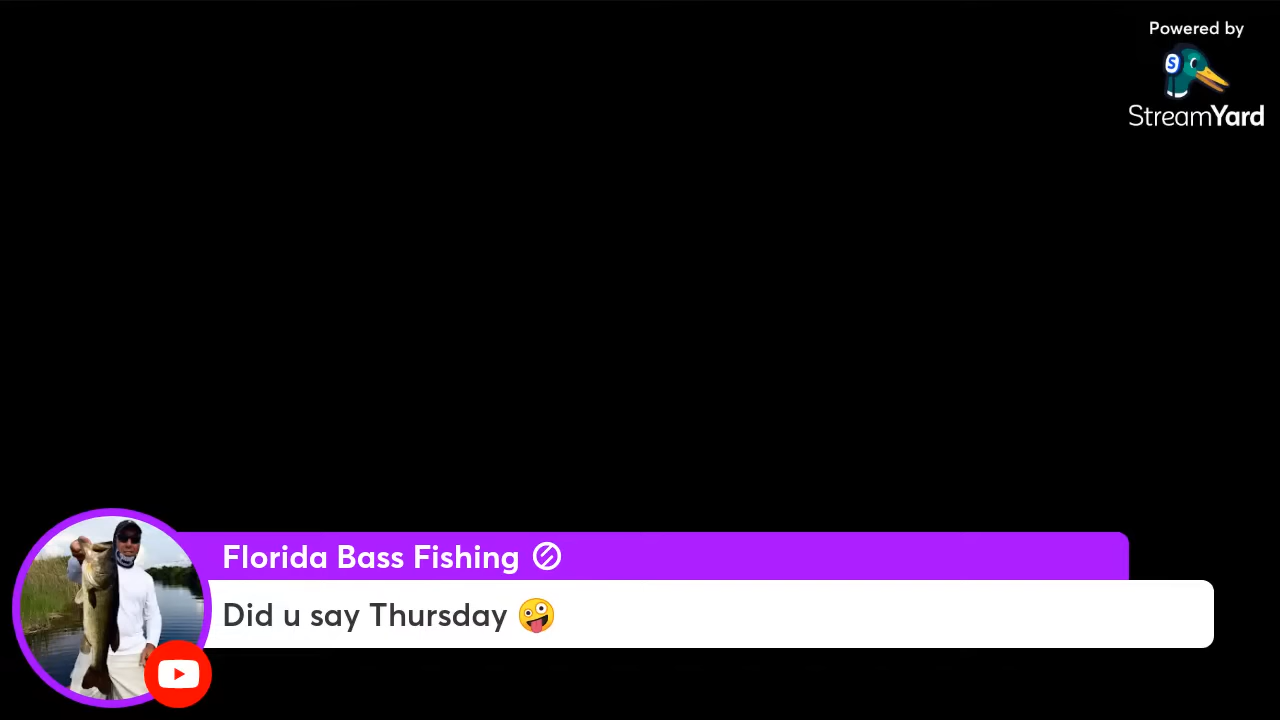 Powered by
S
StreamYard
Florida Bass Fishing
Did u say Thursday 🤪